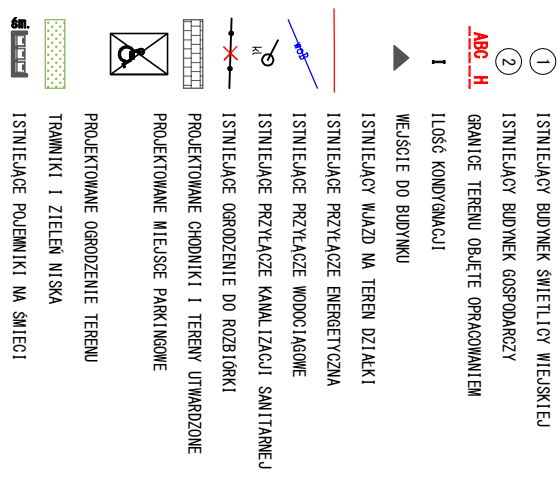 1 ISTNIEJĄCY BUDYNEK ŚWIETLICY WIEJSKIEJ
2 ISTNIEJĄCY BUDYNEK GOSPODARCZY
ABC H GRANICE TERENU OBJĘTE OPRACOWANIEM
I ILOŚĆ KONDYGNACJI
WEJŚCIE DO BUDYNKU
ISTNIEJĄCY WJAZD NA TEREN DZIAŁKI
ISTNIEJĄCE PRZYŁĄCZE ENERGETYCZNA
woB ISTNIEJĄCE PRZYŁĄCZE WODOCIĄGOWE
kl ISTNIEJĄCE PRZYŁĄCZE KANALIZACJI SANITARNEJ
ISTNIEJĄCE OGRODZENIE DO ROZBIÓRKI
PROJEKTOWANE CHODNIKI I TERENY UTWARDZONE
PROJEKTOWANE MIEJSCE PARKINGOWE
PROJEKTOWANE OGRODZENIE TERENU
TRAWNIKI I ZIELEŃ NISKA
śm. ISTNIEJĄCE POJEMNIKI NA ŚMIECI